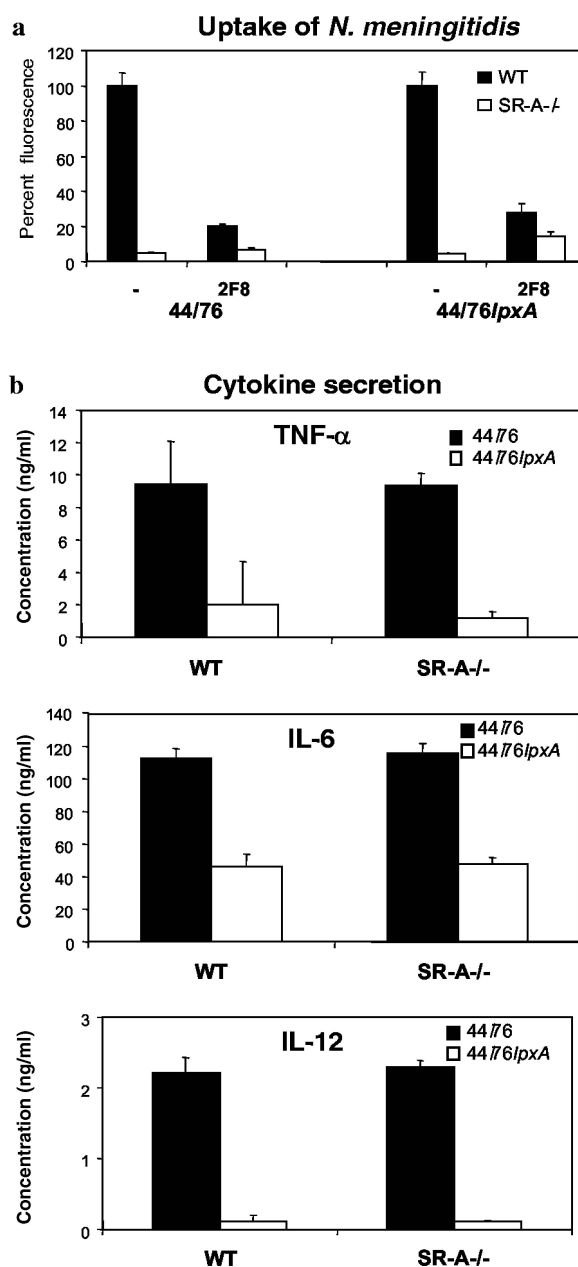 a Uptake of N. meningitidis
Percent fluorescence
120
100
80
60
40
20
0
WT
SR-A-/-
- 2F8 - 2F8
44/76 44/76lpxA
b Cytokine secretion
TNF-α
Concentration (ng/ml)
14
12
10
8
6
4
2
0
44/76
44/76lpxA
WT SR-A-/-
IL-6
Concentration (ng/ml)
140
120
100
80
60
40
20
0
44/76
44/76lpxA
WT SR-A-/-
IL-12
Concentration (ng/ml)
3
2
1
0
44/76
44/76lpxA
WT SR-A-/-